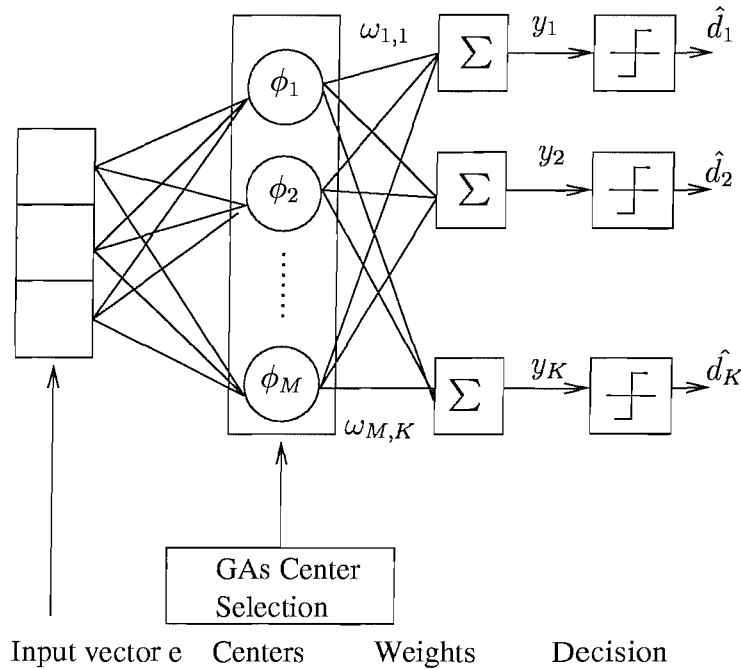 ω1,1
φ1
Σ
y1
d̂1
φ2
Σ
y2
d̂2
φM
Σ
yK
d̂K
ωM,K
GAs Center
Selection
Input vector e Centers Weights Decision